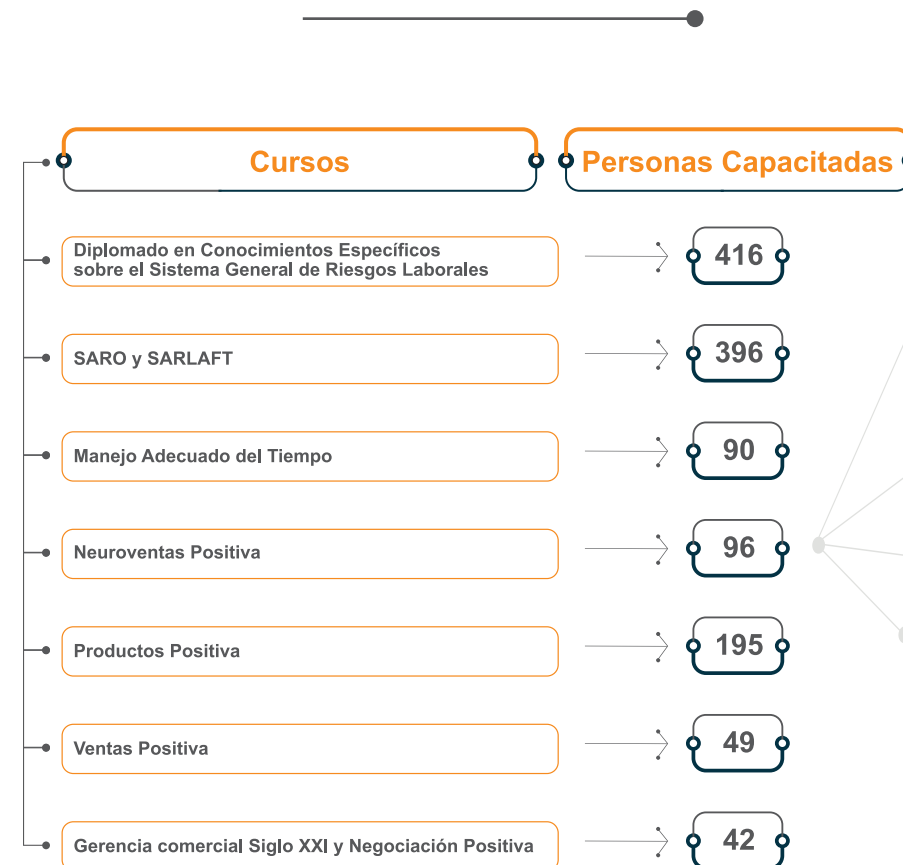 Cursos
Personas Capacitadas
Diplomado en Conocimientos Específicos
sobre el Sistema General de Riesgos Laborales
416
SARO y SARLAFT
396
Manejo Adecuado del Tiempo
90
Neuroventas Positiva
96
Productos Positiva
195
Ventas Positiva
49
Gerencia comercial Siglo XXI y Negociación Positiva
42